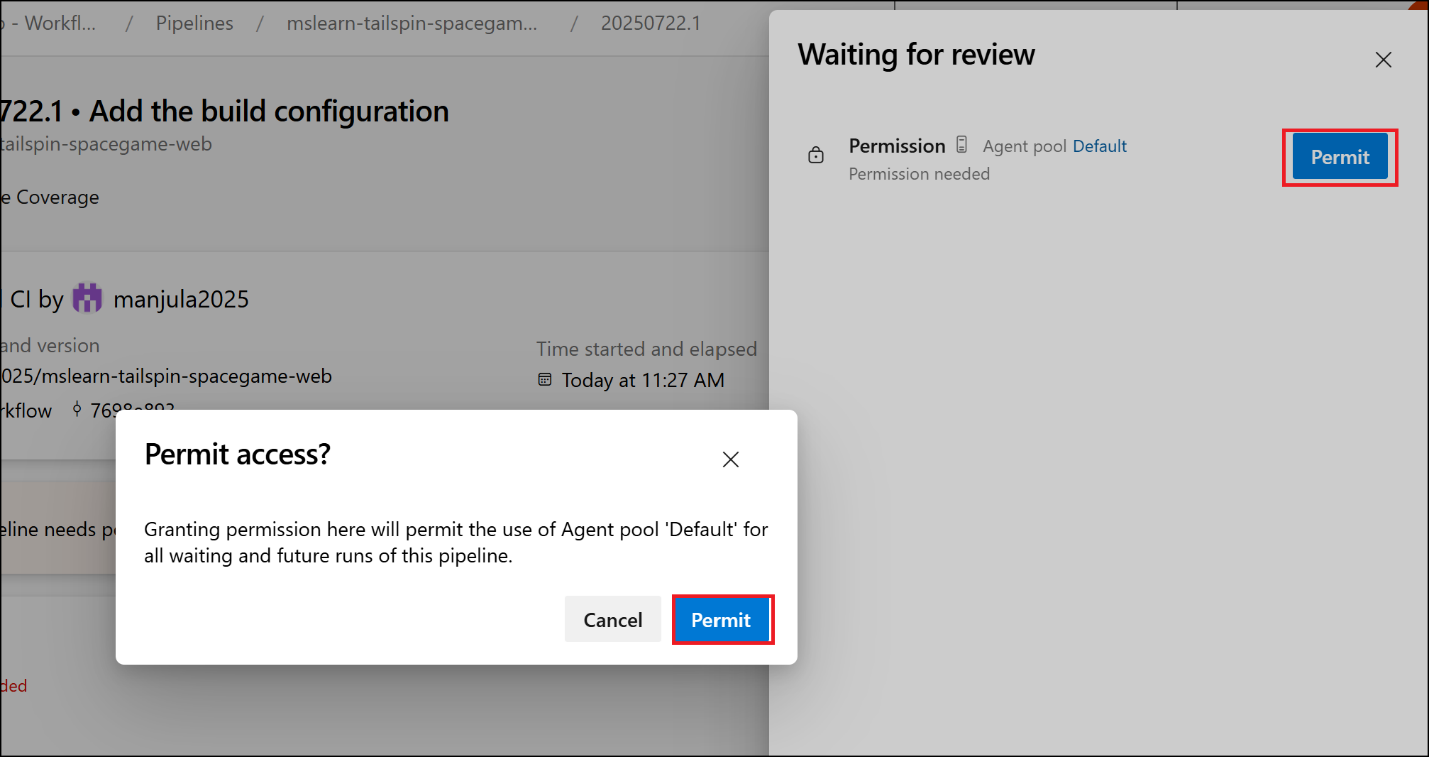 - Workfl... / Pipelines / mslearn-tailspin-spacegam... / 20250722.1
Waiting for review
722.1 • Add the build configuration
tailspin-spacegame-web
Permission Agent pool Default
Permission needed
Permit
e Coverage
CI by manjula2025
and version
Time started and elapsed
025/mslearn-tailspin-spacegame-web
Today at 11:27 AM
rkflow
Permit access?
eline needs pe
Granting permission here will permit the use of Agent pool 'Default' for
all waiting and future runs of this pipeline.
Cancel
Permit
ded